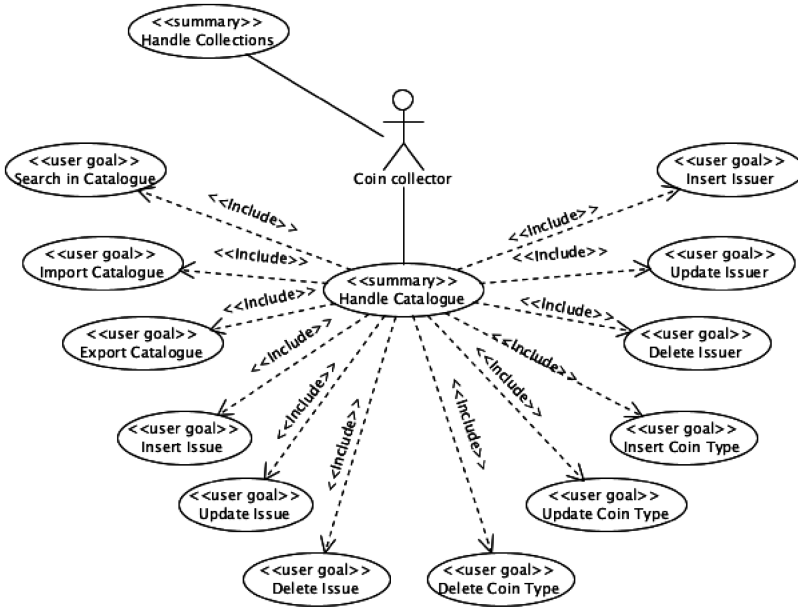 <<summary>>
Handle Collections
Coin collector
<<user goal>>
Search in Catalogue
<<user goal>>
Insert Issuer
<<Include>>
<<Include>>
<<user goal>>
Import Catalogue
<<Include>>
<<Include>>
<<user goal>>
Update Issuer
<<summary>>
Handle Catalogue
<<user goal>>
Export Catalogue
<<Include>>
<<Include>>
<<user goal>>
Delete Issuer
<<Include>>
<<Include>>
<<user goal>>
Insert Issue
<<Include>>
<<Include>>
<<user goal>>
Insert Coin Type
<<Include>>
<<Include>>
<<user goal>>
Update Issue
<<user goal>>
Update Coin Type
<<user goal>>
Delete Issue
<<user goal>>
Delete Coin Type